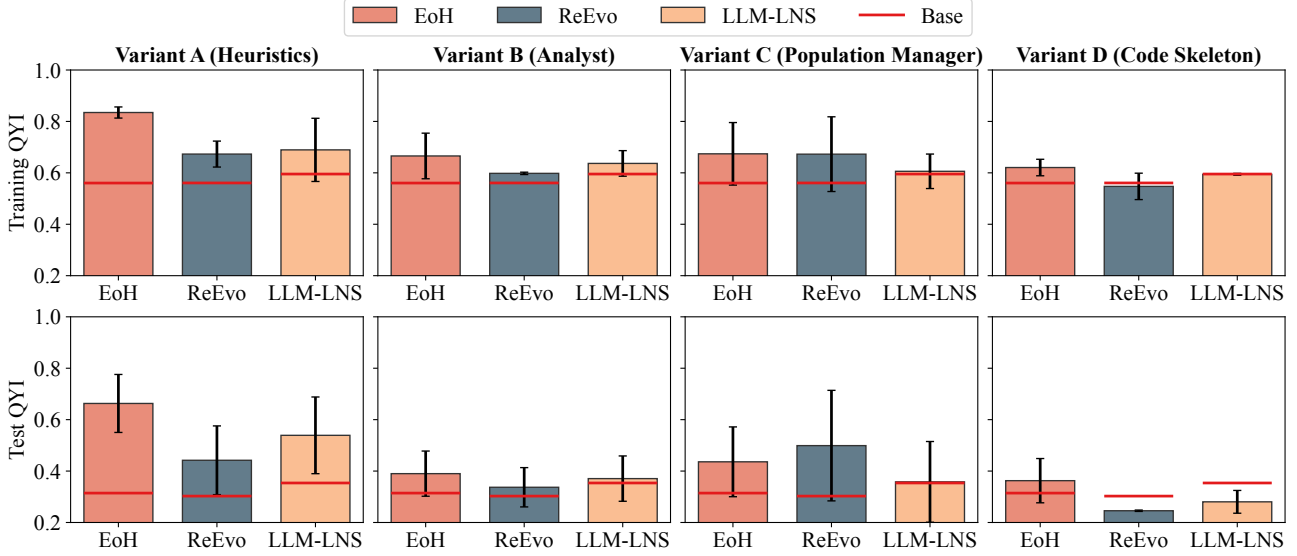 EoH ReEvo LLM-LNS Base
Variant A (Heuristics) Variant B (Analyst) Variant C (Population Manager) Variant D (Code Skeleton)
Training QYI
1.0
0.8
0.6
0.4
0.2
EoH ReEvo LLM-LNS EoH ReEvo LLM-LNS EoH ReEvo LLM-LNS EoH ReEvo LLM-LNS
Test QYI
1.0
0.8
0.6
0.4
0.2
EoH ReEvo LLM-LNS EoH ReEvo LLM-LNS EoH ReEvo LLM-LNS EoH ReEvo LLM-LNS